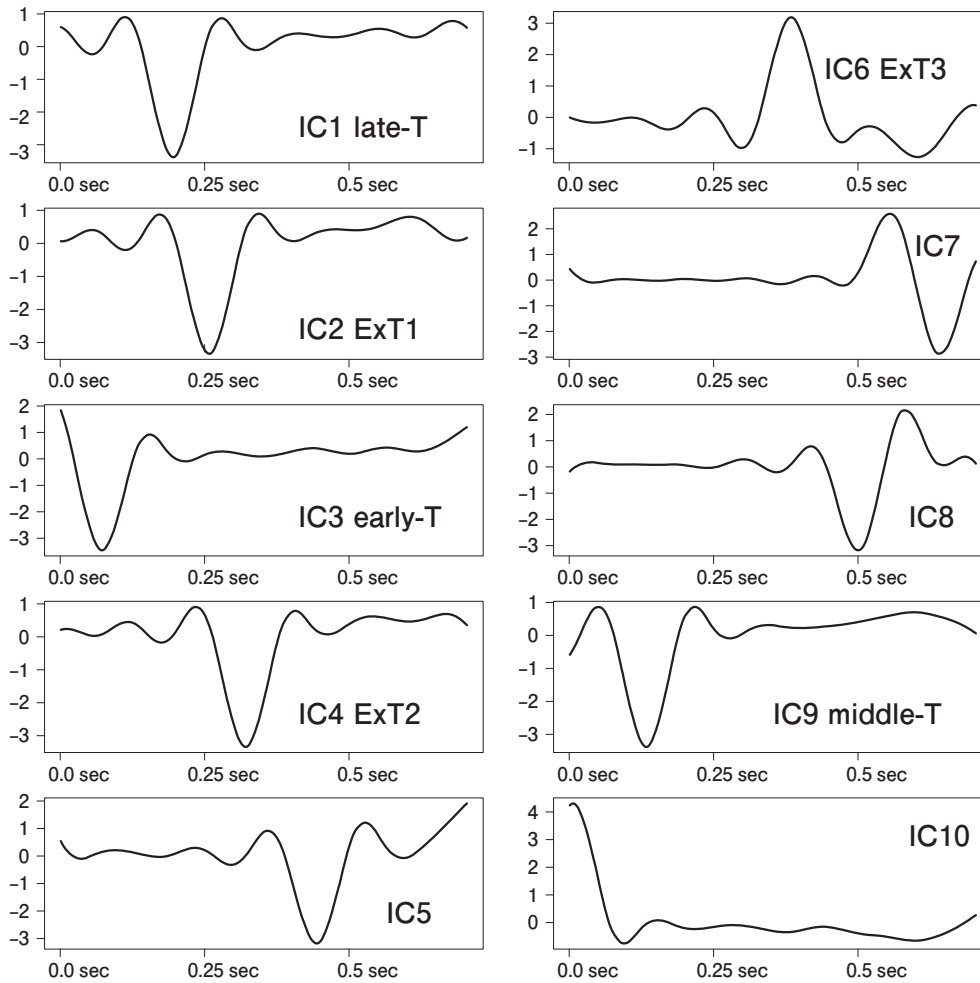 1
0
−1
−2
−3
IC1 late-T
0.0 sec
0.25 sec
0.5 sec
1
0
−1
−2
−3
IC2 ExT1
0.0 sec
0.25 sec
0.5 sec
2
1
0
−1
−2
−3
IC3 early-T
0.0 sec
0.25 sec
0.5 sec
1
0
−1
−2
−3
IC4 ExT2
0.0 sec
0.25 sec
0.5 sec
2
1
0
−1
−2
−3
IC5
0.0 sec
0.25 sec
0.5 sec
3
2
1
0
−1
IC6 ExT3
0.0 sec
0.25 sec
0.5 sec
2
1
0
−1
−2
−3
IC7
0.0 sec
0.25 sec
0.5 sec
2
1
0
−1
−2
−3
IC8
0.0 sec
0.25 sec
0.5 sec
1
0
−1
−2
−3
IC9 middle-T
0.0 sec
0.25 sec
0.5 sec
4
3
2
1
0
IC10
0.0 sec
0.25 sec
0.5 sec